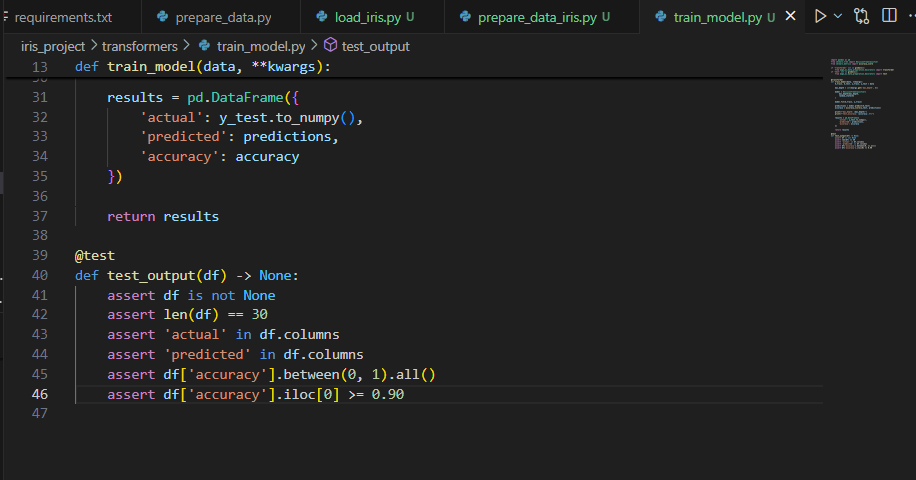 requirements.txt prepare_data.py load_iris.py U prepare_data_iris.py U train_model.py U
iris_project > transformers > train_model.py > test_output
13 def train_model(data, **kwargs):
31 results = pd.DataFrame({
32 'actual': y_test.to_numpy(),
33 'predicted': predictions,
34 'accuracy': accuracy
35 })
36
37 return results
38
39 @test
40 def test_output(df) -> None:
41 assert df is not None
42 assert len(df) == 30
43 assert 'actual' in df.columns
44 assert 'predicted' in df.columns
45 assert df['accuracy'].between(0, 1).all()
46 assert df['accuracy'].iloc[0] >= 0.90
47